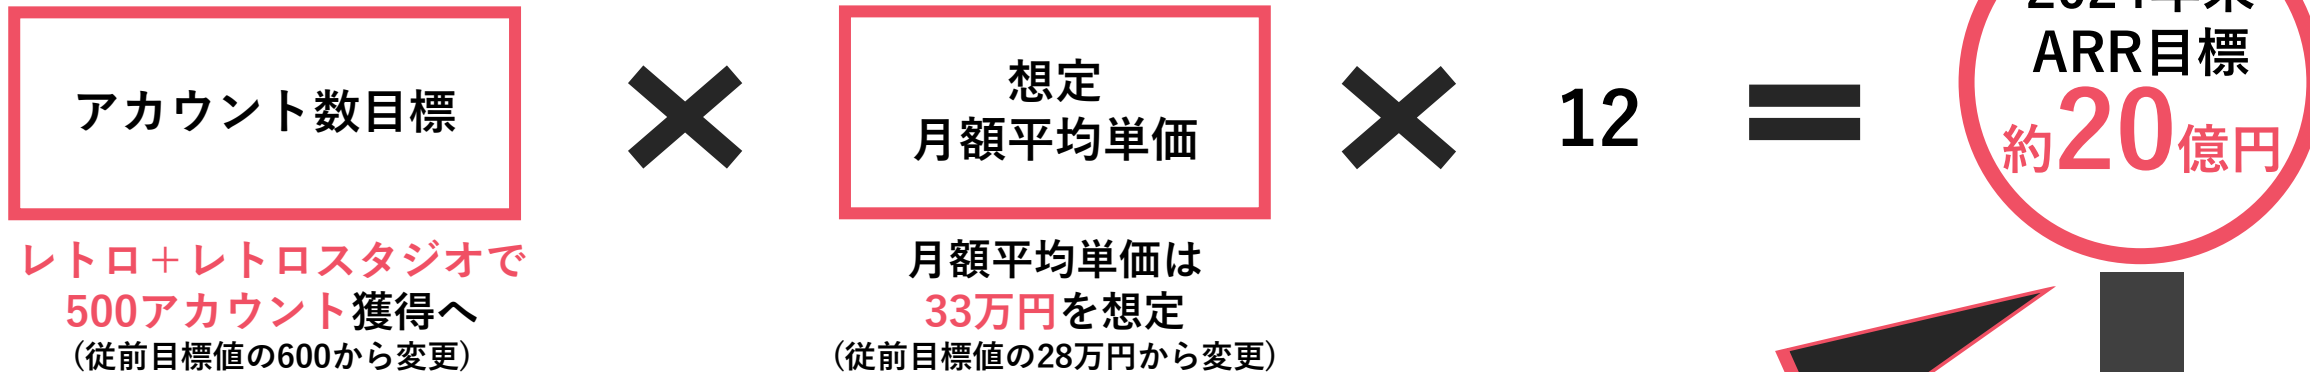 アカウント数目標
想定
月額平均単価
12
ARR目標
約20億円
レトロ＋レトロスタジオで
500アカウント獲得へ
（従前目標値の600から変更）
月額平均単価は
33万円を想定
（従前目標値の28万円から変更）